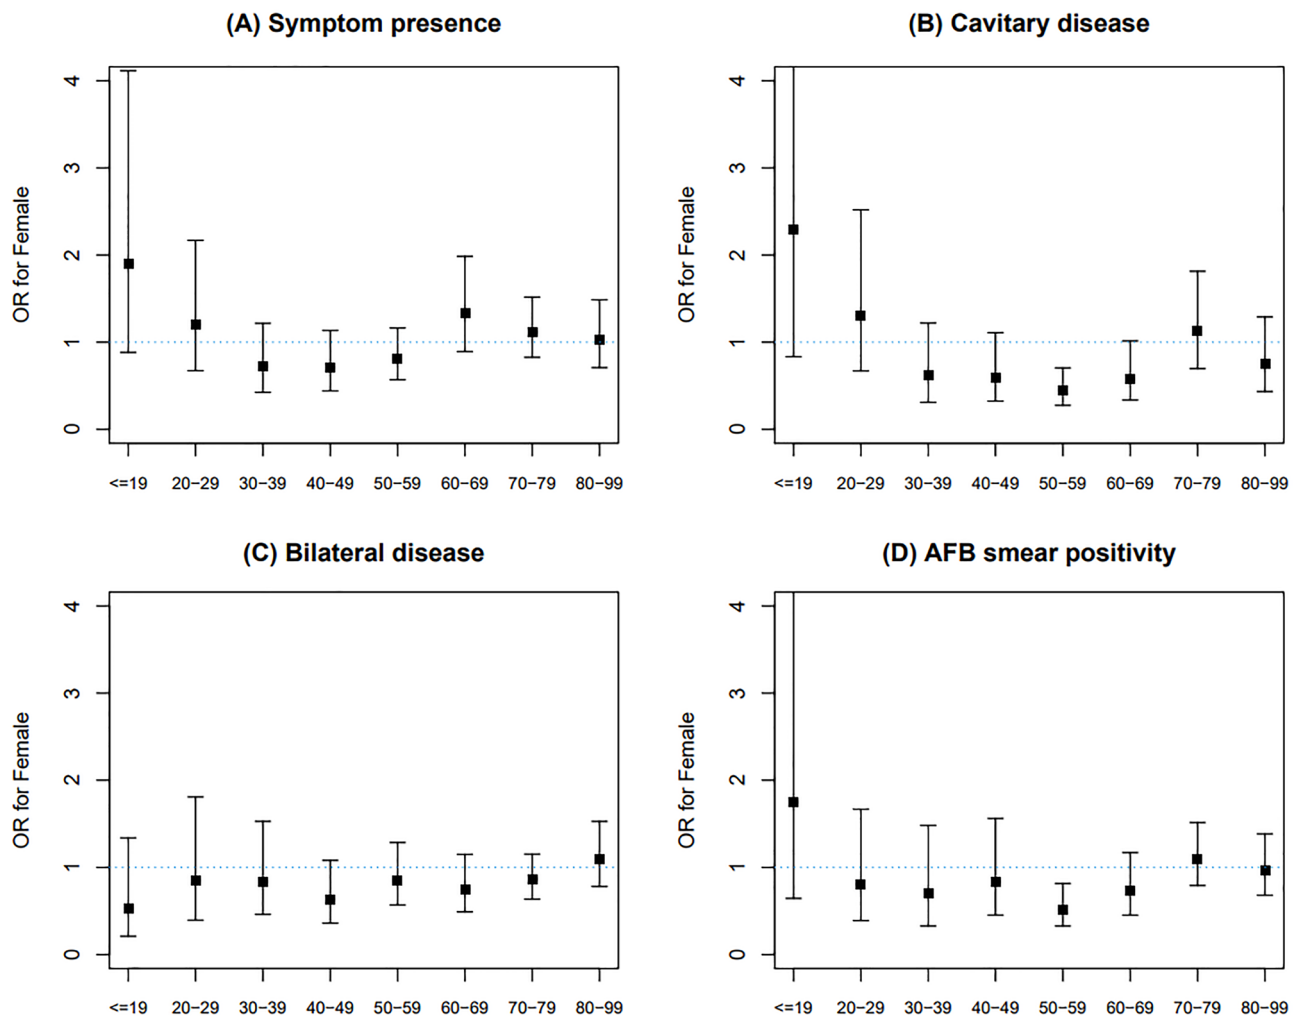 (A) Symptom presence
OR for Female
4
3
2
1
0
<=19 20−29 30−39 40−49 50−59 60−69 70−79 80−99
(B) Cavitary disease
OR for Female
4
3
2
1
0
<=19 20−29 30−39 40−49 50−59 60−69 70−79 80−99
(C) Bilateral disease
OR for Female
4
3
2
1
0
<=19 20−29 30−39 40−49 50−59 60−69 70−79 80−99
(D) AFB smear positivity
OR for Female
4
3
2
1
0
<=19 20−29 30−39 40−49 50−59 60−69 70−79 80−99